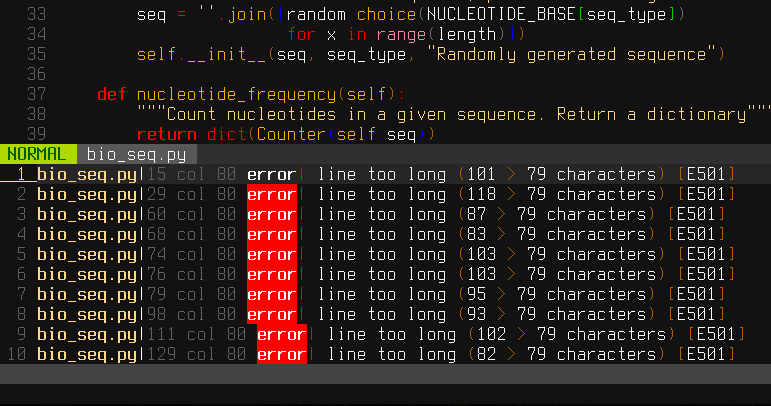 33 seq = ''.join([random.choice(NUCLEOTIDE_BASE[seq_type])
34 for x in range(length)])
35 self.__init__(seq, seq_type, "Randomly generated sequence")
36
37 def nucleotide_frequency(self):
38 """Count nucleotides in a given sequence. Return a dictionary"""
39 return dict(Counter(self.seq))
NORMAL bio_seq.py
1 bio_seq.py|15 col 80 error| line too long (101 > 79 characters) [E501]
2 bio_seq.py|29 col 80 error| line too long (118 > 79 characters) [E501]
3 bio_seq.py|60 col 80 error| line too long (87 > 79 characters) [E501]
4 bio_seq.py|68 col 80 error| line too long (83 > 79 characters) [E501]
5 bio_seq.py|74 col 80 error| line too long (103 > 79 characters) [E501]
6 bio_seq.py|76 col 80 error| line too long (103 > 79 characters) [E501]
7 bio_seq.py|79 col 80 error| line too long (95 > 79 characters) [E501]
8 bio_seq.py|98 col 80 error| line too long (93 > 79 characters) [E501]
9 bio_seq.py|111 col 80 error| line too long (102 > 79 characters) [E501]
10 bio_seq.py|129 col 80 error| line too long (82 > 79 characters) [E501]